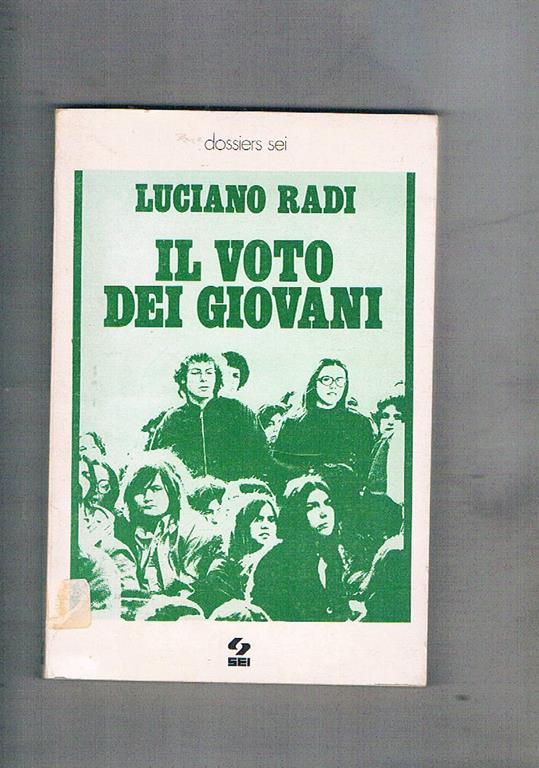 dossiers sei
LUCIANO RADI
IL VOTO
DEI GIOVANI
SEI